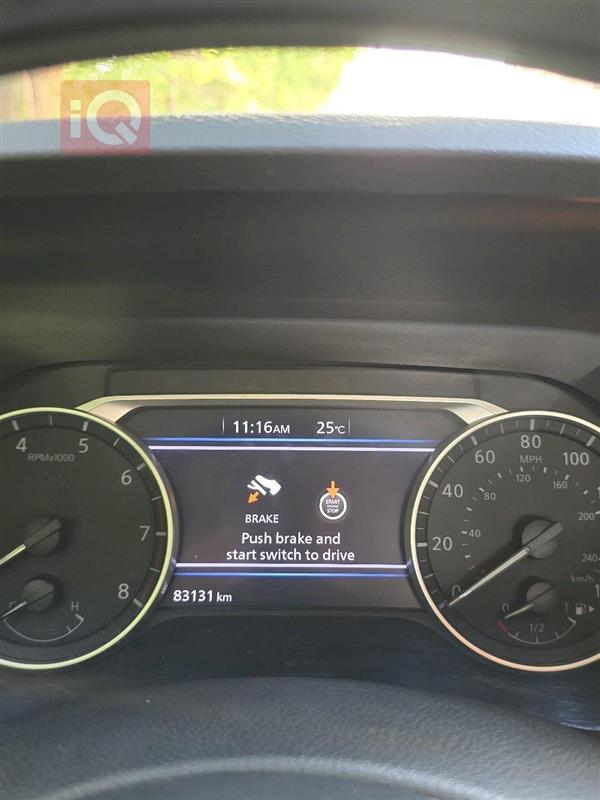 iQ
11:16AM 25°C
4 5 6 7 8
RPMx1000
H
BRAKE
START
ENGINE
STOP
Push brake and
start switch to drive
83131 km
0 20 40 60 80 100
MPH
40 80 120 160 200 240
km/h
0 1/2